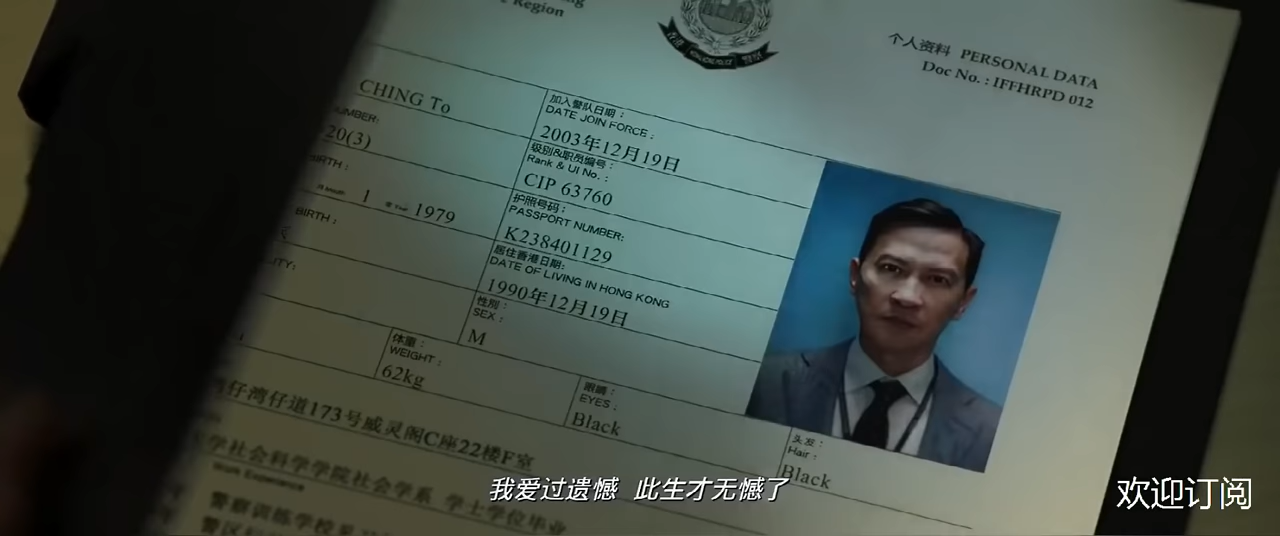 Region
个人资料 PERSONAL DATA
Doc No. : IFFHRPD 012
CHING To
加入警队日期：
DATE JOIN FORCE :
2003年12月19日
20(3)
级别&职员编号：
Rank & UI No. :
CIP 63760
1 1979
护照号码：
PASSPORT NUMBER:
K238401129
BIRTH :
居住香港日期：
DATE OF LIVING IN HONG KONG
1990年12月19日
性别：
SEX :
M
体重：
WEIGHT :
62kg
眼睛：
EYES :
Black
头发：
Hair :
Black
仔湾仔道173号威灵阁C座22楼F室
学社会科学学院社会学系 学士学位毕业
Work Experience
警察训练学校见
我爱过遗憾 此生才无憾了
欢迎订阅